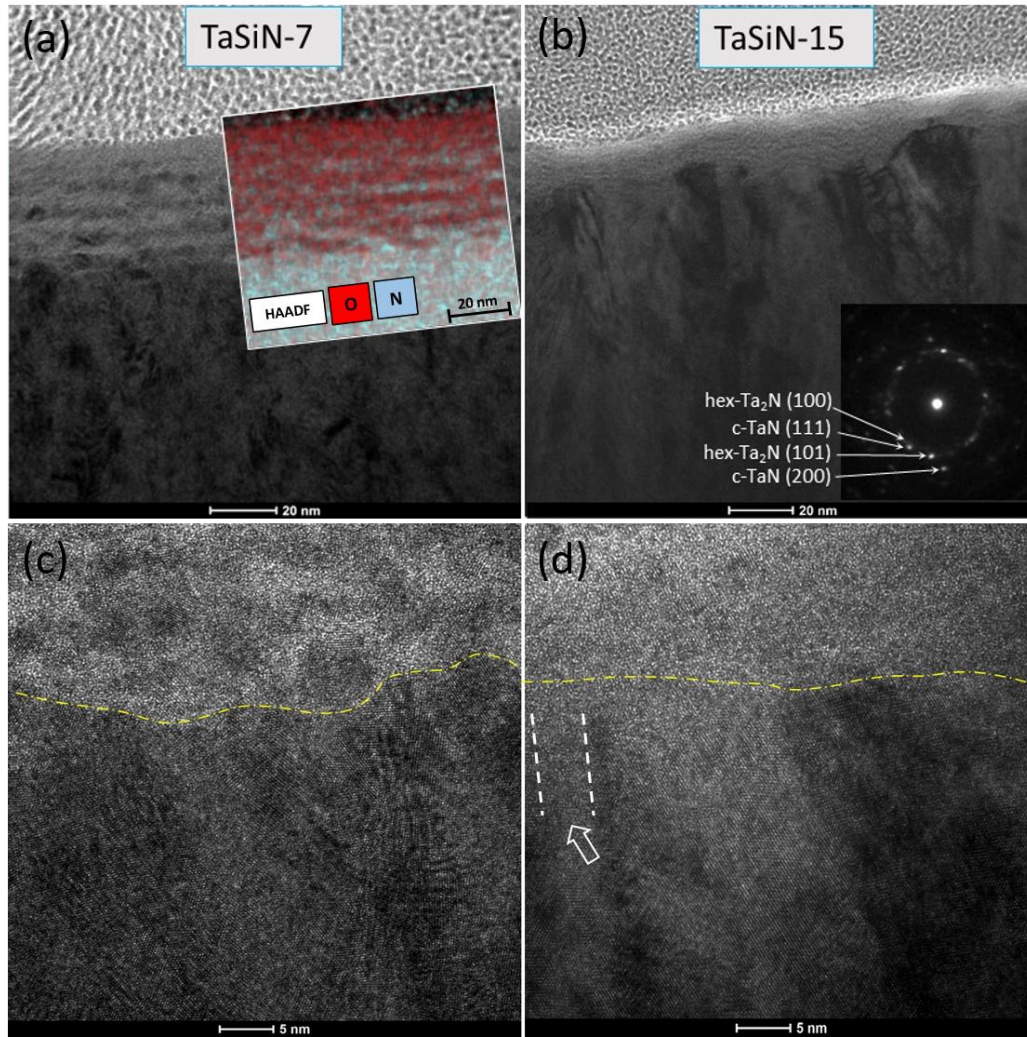 (a)
TaSiN-7
HAADF
O
N
20 nm
20 nm
(b)
TaSiN-15
hex-Ta₂N (100)
c-TaN (111)
hex-Ta₂N (101)
c-TaN (200)
20 nm
(c)
5 nm
(d)
5 nm